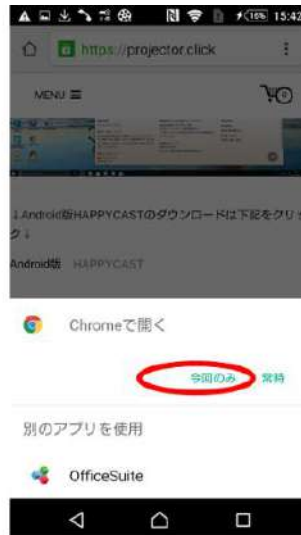 15% 15:42
https://projector.click
MENU
0
↓Android版HAPPYCASTのダウンロードは下記をクリッ
ク↓
Android版 HAPPYCAST
Chromeで開く
今回のみ 常時
別のアプリを使用
OfficeSuite